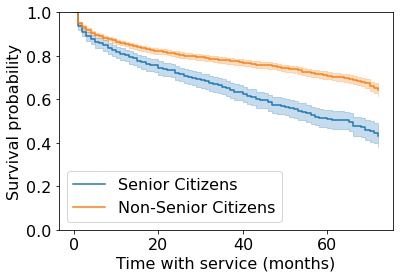 1.0
0.8
0.6
0.4
0.2
0.0
Survival probability
Senior Citizens
Non-Senior Citizens
0 20 40 60
Time with service (months)